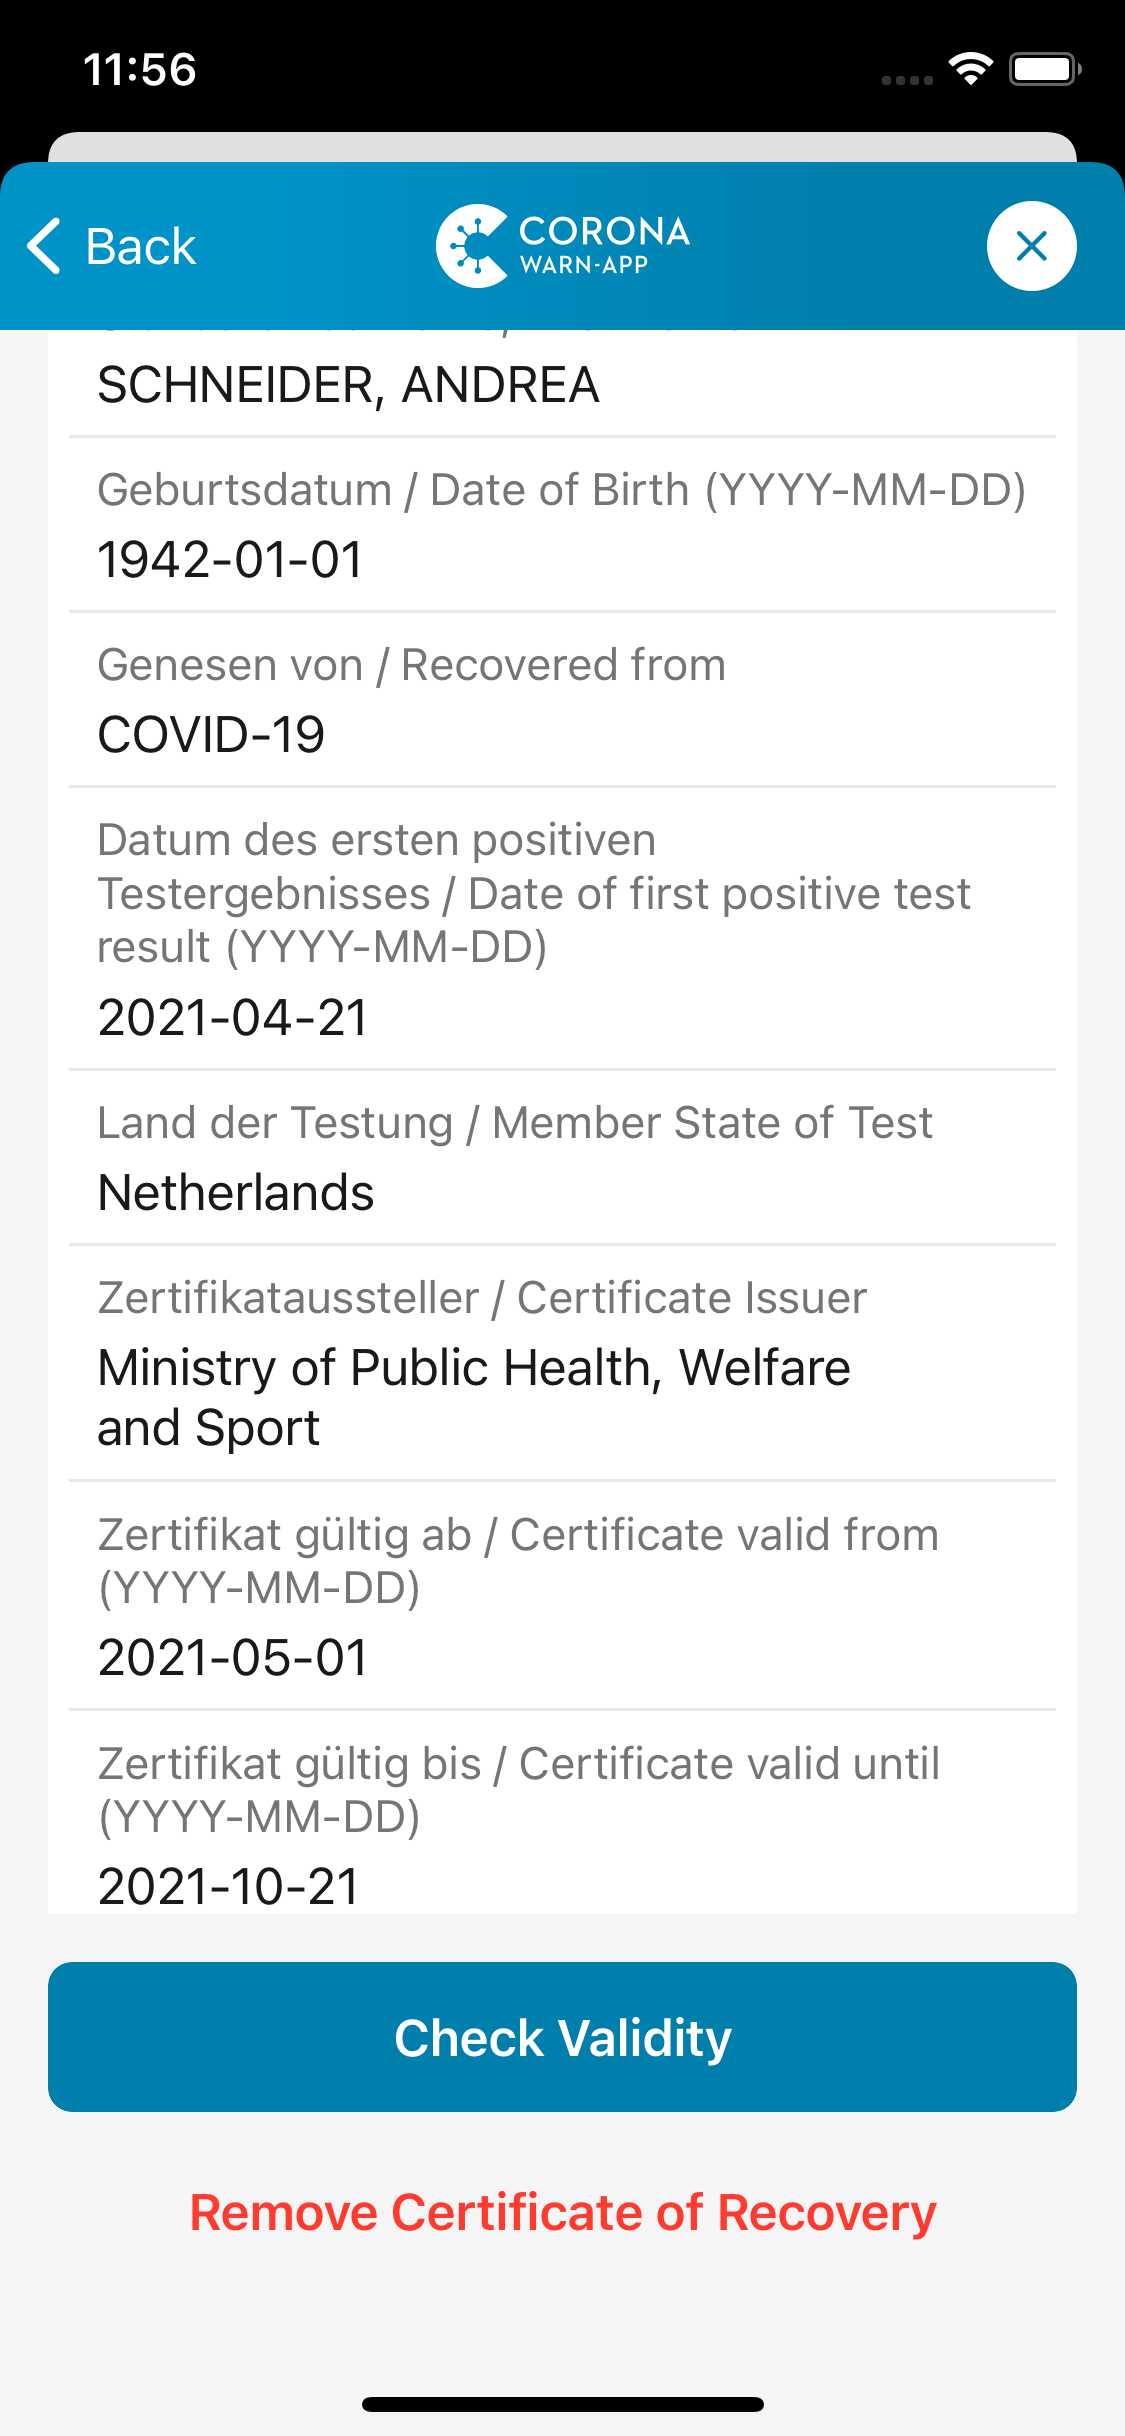 11:56
Back
CORONA
WARN-APP
SCHNEIDER, ANDREA
Geburtsdatum / Date of Birth (YYYY-MM-DD)
1942-01-01
Genesen von / Recovered from
COVID-19
Datum des ersten positiven
Testergebnisses / Date of first positive test
result (YYYY-MM-DD)
2021-04-21
Land der Testung / Member State of Test
Netherlands
Zertifikataussteller / Certificate Issuer
Ministry of Public Health, Welfare
and Sport
Zertifikat gültig ab / Certificate valid from
(YYYY-MM-DD)
2021-05-01
Zertifikat gültig bis / Certificate valid until
(YYYY-MM-DD)
2021-10-21
Check Validity
Remove Certificate of Recovery